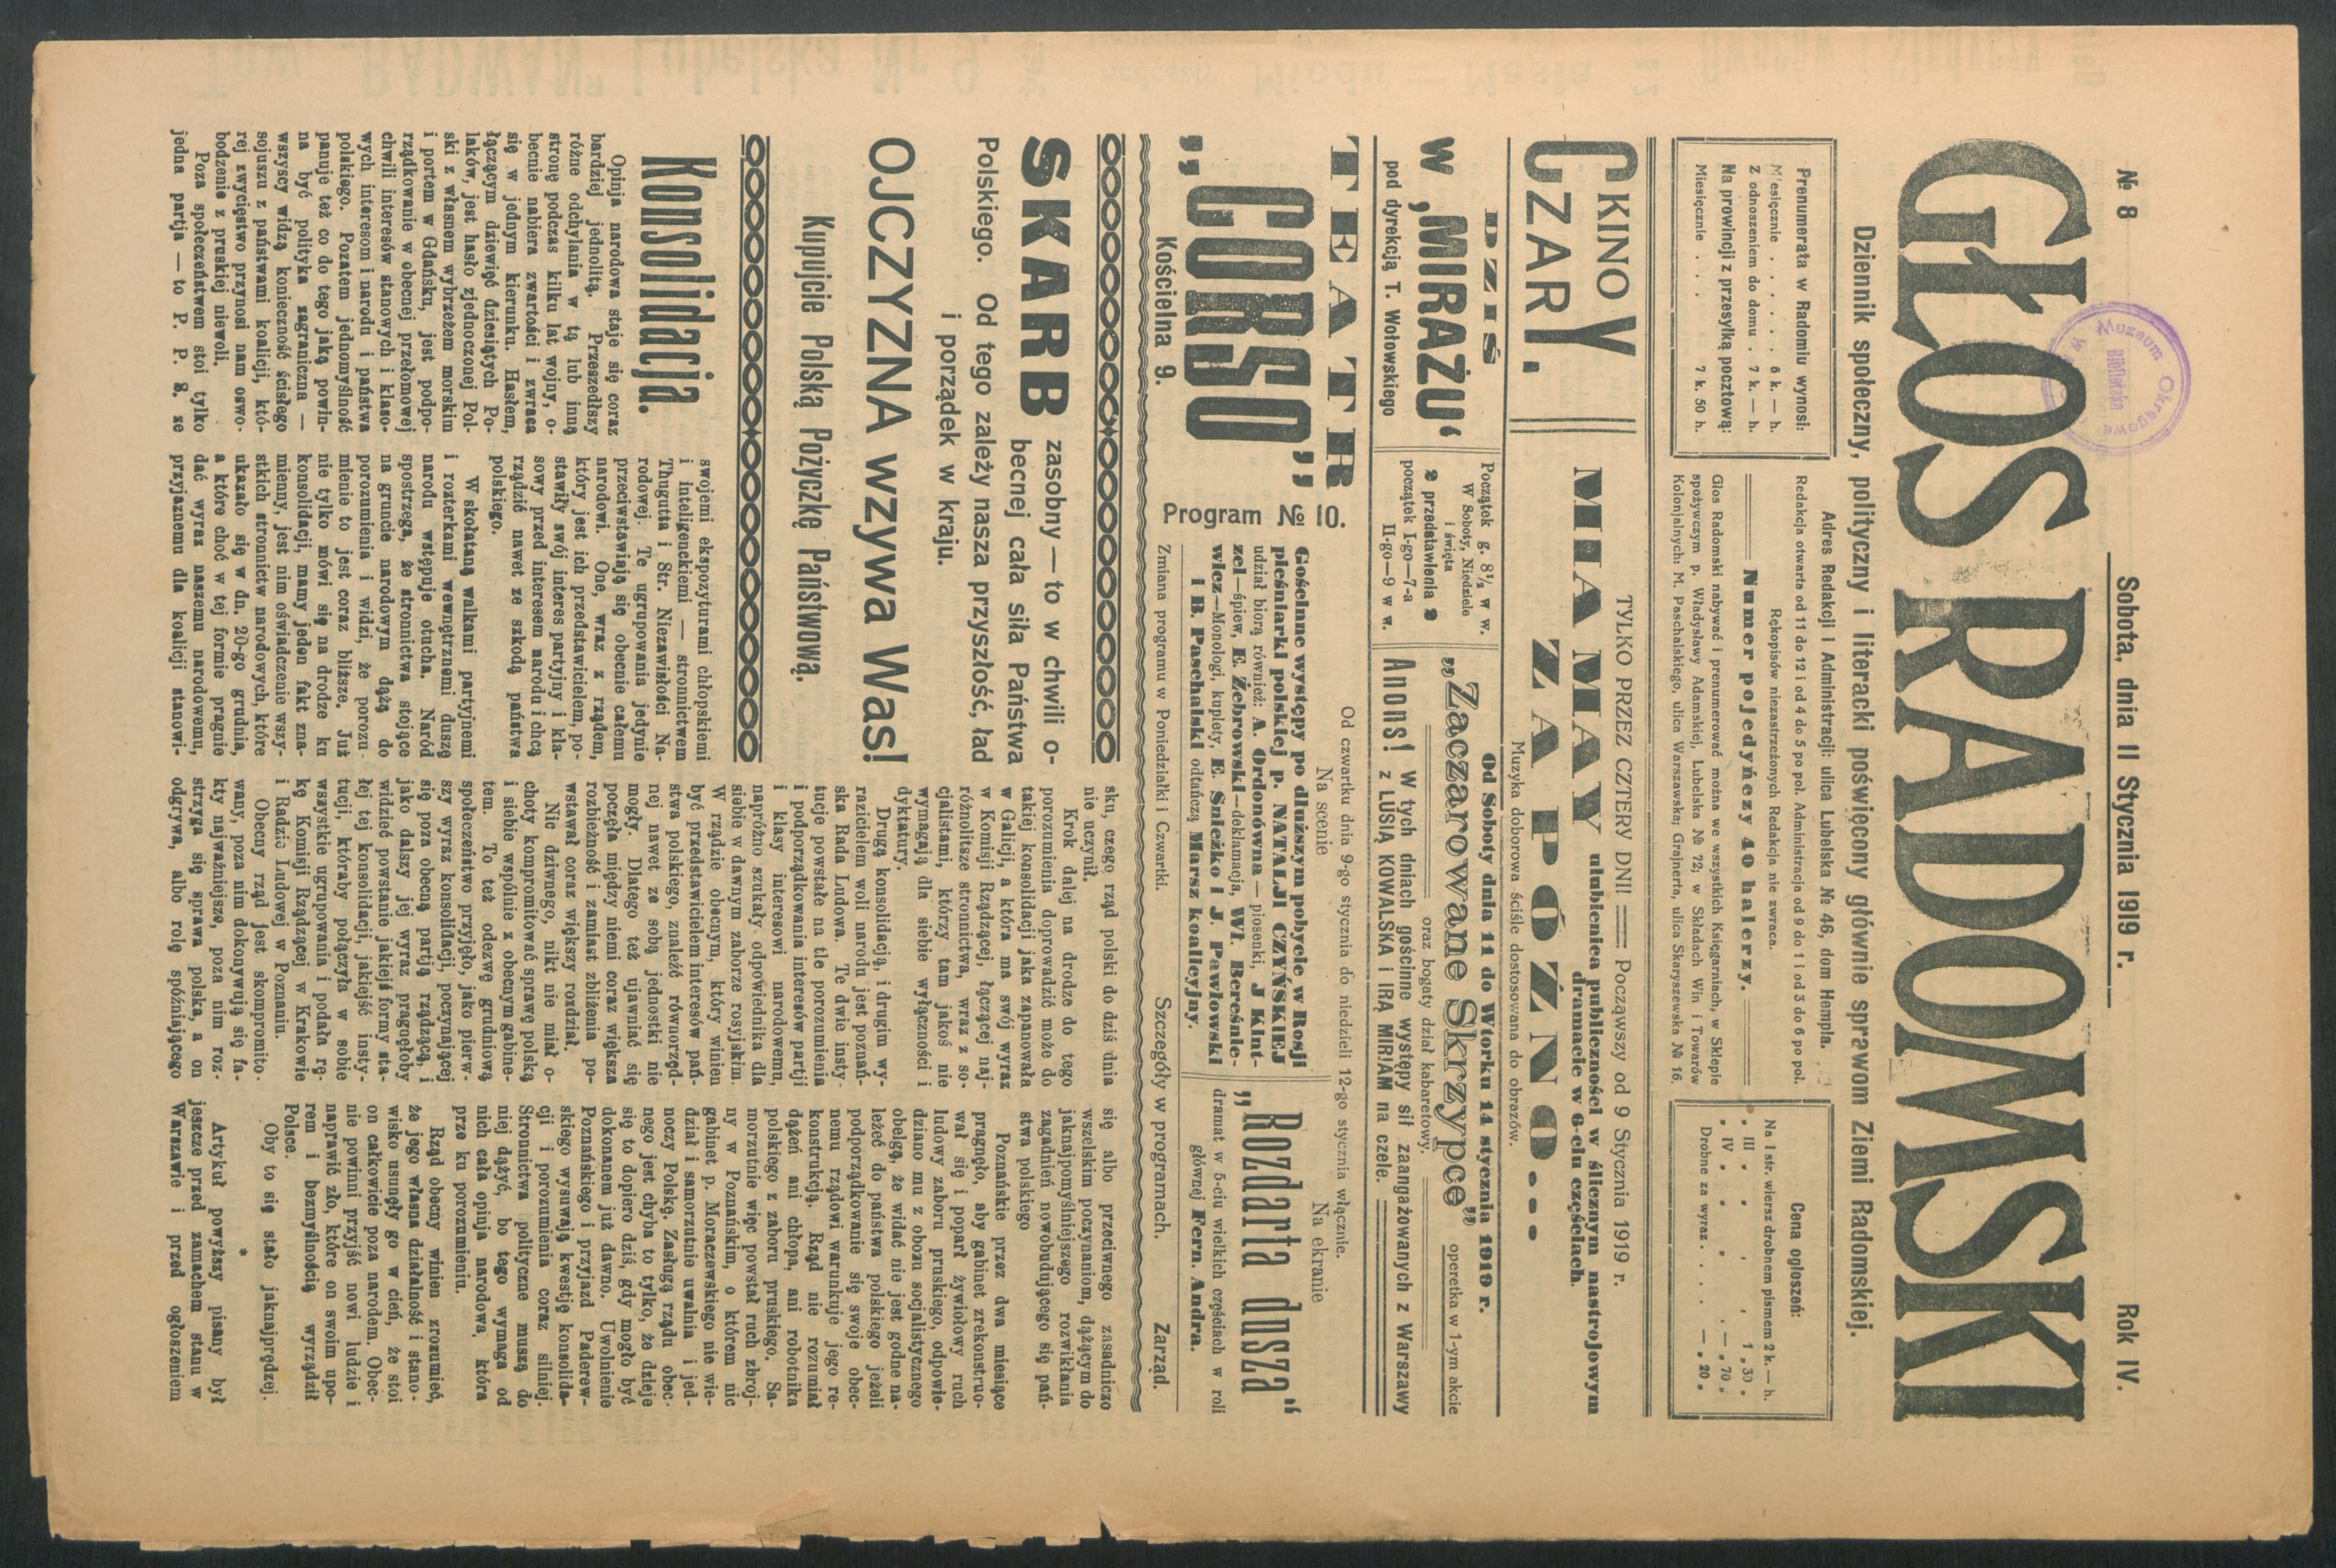 № 8
Sobota, dnia 11 Stycznia 1919 r.
Rok IV.
GŁOS RADOMSKI
Dziennik społeczny, polityczny i literacki poświęcony głównie sprawom Ziemi Radomskiej.
Prenumerata w Radomiu wynosi:
Miesięcznie . . . . . . 6 k. — h.
Z odnoszeniem do domu . 7 k. — h.
Na prowincji z przesyłką pocztową:
Miesięcznie . . . . 7 k. 50 h.
Adres Redakcji i Administracji: ulica Lubelska № 46, dom Hempla.
Redakcja otwarta od 11 do 12 i od 4 do 5 po poł. Administracja od 9 do 1 i od 3 do 6 po poł.
Rękopisów niezastrzeżonych Redakcja nie zwraca.
Numer pojedyńczy 40 halerzy.
Głos Radomski nabywać i prenumerować można we wszystkich Księgarniach, w Sklepie
spożywczym p. Władysławy Adamskiej, Lubelska № 72; w Składach Win i Towarów
Kolonjalnych: M. Paschalskiego, ulica Warszawska; Grajnerta, ulica Skaryszewska № 16.
Cena ogłoszeń:
Na I str. wiersz drobnem pismem 2 k. — h.
„ III „ „ „ 1 „ 30 „
„ IV „ „ „ — „ 70 „
Drobne za wyraz . . . . — „ 20 „
Muzeum Okręgowe
Biblioteka
KINO
CZARY.
TYLKO PRZEZ CZTERY DNI! Począwszy od 9 Stycznia 1919 r.
MIA MAY ulubienica publiczności w ślicznym nastrojowym
dramacie w 6-ciu częściach.
ZA PÓŹNO...
Muzyka doborowa ściśle dostosowana do obrazów.
DZIŚ
w „MIRAŻU“
pod dyrekcją T. Wołowskiego
Początek g. 8½ w w.
W Soboty, Niedziele
i święta
2 przedstawienia 2
początek I-go—7-a
II-go—9 w w.
Od Soboty dnia 11 do Wtorku 14 stycznia 1919 r.
„Zaczarowane Skrzypce” operetka w 1-ym akcie
oraz bogaty dział kabaretowy.
Anons! W tych dniach gościnne występy sił zaangażowanych z Warszawy
z LUSIĄ KOWALSKĄ i IRĄ MIRJAM na czele.
TEATR
„CORSO”
Kościelna 9.
Program № 10.
Od czwartku dnia 9-go stycznia do niedzieli 12-go stycznia włącznie.
Na scenie
Gościnne występy po dłuższym pobycie w Rosji
pieśniarki polskiej p. NATALJI CZYŃSKIEJ
udział biorą również: A. Ordonówna — piosenki, J Kint-
zel—śpiew, E. Żebrowski—deklamacja, Wł. Bereśnie-
wicz—Monologi, kuplety, E. Snieżko i J. Pawłowski
i B. Paschalski odtańczą Marsz koalicyjny.
Na ekranie
„Rozdarta dusza“
dramat w 5-ciu wielkich częściach w roli
głównej Fern. Andra.
Zmiana programu w Poniedziałki i Czwartki.
Szczegóły w programach.
Zarząd.
SKARB zasobny — to w chwili o-
becnej cała siła Państwa
Polskiego. Od tego zależy nasza przyszłość, ład
i porządek w kraju.
OJCZYZNA wzywa Was!
Kupujcie Polską Pożyczkę Państwową.
Konsolidacja.
Opinja narodowa staje się coraz
bardziej jednolitą. Przeszedłszy
różne odchylania w tą lub inną
stronę podczas kilku lat wojny, o-
becnie nabiera zwartości i zwraca
się w jednym kierunku. Hasłem,
łączącym dziewięć dziesiątych Po-
laków, jest hasło zjednoczonej Pol-
ski z własnem wybrzeżem morskim
i portem w Gdańsku, jest podpo-
rządkowanie w obecnej przełomowej
chwili interesów stanowych i klaso-
wych interesom i narodu i państwa
polskiego. Pozatem jednomyślność
panuje też co do tego jaką powin-
na być polityka zagraniczna —
wszyscy widzą konieczność ścisłego
sojuszu z państwami koalicji, któ-
rej zwycięstwo przynosi nam oswo-
bodzenie z pruskiej niewoli.
Poza społeczeństwem stoi tylko
jedna partja — to P. P. S. ze
swojemi ekspozyturami chłopskiemi
i inteligenckiemi — stronnictwem
Thugutta i Str. Niezawisłości Na-
rodowej. Te ugrupowania jedynie
przeciwstawiają się obecnie całemu
narodowi. One, wraz z rządem,
który jest ich przedstawicielem, po-
stawiły swój interes partyjny i kla-
sowy przed interesem narodu i chcą
rządzić nawet ze szkodą państwa
polskiego.
W skołataną walkami partyjnemi
i rozterkami wewnętrznemi duszę
narodu wstępuje otucha. Naród
spostrzega, że stronnictwa stojące
na gruncie narodowym dążą do
porozumienia i widzi, że porozu-
mienie to jest coraz bliższe. Już
nie tylko mówi się na drodze ku
konsolidacji, mamy jeden fakt zna-
mienny, jest nim oświadczenie wszy-
stkich stronnictw narodowych, które
ukazało się w dn. 20-go grudnia,
a które choć w tej formie pragnie
dać wyraz naszemu narodowemu,
przyjaznemu dla koalicji stanowi-
sku, czego rząd polski do dziś dnia
nie uczynił.
Krok dalej na drodze do tego
porozumienia doprowadzić może do
takiej konsolidacji jaka zapanowała
w Galicji, a która ma swój wyraz
w Komisji Rządzącej, łączącej naj-
różnolitsze stronnictwa, wraz z so-
cjalistami, którzy tam jakoś nie
wymagają dla siebie wyłączności i
dyktatury.
Drugą konsolidacją, i drugim wy-
razicielem woli narodu jest poznań-
ska Rada Ludowa. Te dwie insty-
tucje powstałe na tle porozumienia
i podporządkowania interesów partji
i klasy interesowi narodowemu,
napróżno szukały odpowiednika dla
siebie w dawnym zaborze rosyjskim.
W rządzie obecnym, który winien
być przedstawicielem interesów pań-
stwa polskiego, znaleźć równorzęd-
nej nawet ze sobą jednostki nie
mogły. Dlatego też ujawniać się
poczęła między niemi coraz większa
rozbieżność i zamiast zbliżenia po-
wstawał coraz większy rozdział.
Nic dziwnego, nikt nie miał o-
choty kompromitować sprawę polską
i siebie wspólnie z obecnym gabine-
tem. To też odezwę grudniową
społeczeństwo przyjęło, jako pierw-
szy wyraz konsolidacji, poczynającej
się poza obecną partją rządzącą, i
jako dalszy jej wyraz pragnęłoby
widzieć powstanie jakiejś formy sta-
łej tej konsolidacji, jakiejść insty-
tucji, któraby połączyła w sobie
wszystkie ugrupowania i podała rę-
kę Komisji Rządzącej w Krakowie
i Radzie Ludowej w Poznaniu.
Obecny rząd jest skompromito-
wany, poza nim dokonywują się fa-
kty najważniejsze, poza nim roz-
strzyga się sprawa polska, a on
odgrywa, albo rolę spóźniającego
się albo przeciwnego zasadniczo
wszelkim poczynaniom, dążącym do
jaknajpomyślniejszego rozwikłania
zagadnień nowobudującego się pań-
stwa polskiego
Poznańskie przez dwa miesiące
pragnęło, aby gabinet zrekonstruo-
wał się i poparł żywiołowy ruch
ludowy zaboru pruskiego, odpowie-
dziano mu z obozu socjalistycznego
obelgą, że widać nie jest godne na-
leżeć do państwa polskiego jeżeli
podporządkowanie się swoje obec-
nemu rządowi warunkuje jego re-
konstrukcją. Rząd nie rozumiał
dążeń ani chłopa, ani robotnika
polskiego z zaboru pruskiego. Sa-
morzutnie więc powstał ruch zbroj-
ny w Poznańskim, o którem nic
gabinet p. Moraczewskiego nie wie-
dział i samorzutnie uwalnia i jed-
noczy Polskę. Zasługą rządu obec-
nego jest chyba to tylko, że dzieje
się to dopiero dziś, gdy mogło być
dokonanem już dawno. Uwolnienie
Poznańskiego i przyjazd Paderew-
skiego wysuwają kwestję konsolida-
cji i porozumienia coraz silniej.
Stronnictwa polityczne muszą do
niej dążyć, bo tego wymaga od
nich cała opinja narodowa, która
prze ku porozumieniu.
Rząd obecny winien zrozumieć,
że jego własna działalność i stano-
wisko usunęły go w cień, że stoi
on całkowicie poza narodem. Obec-
nie powinni przyjść nowi ludzie i
naprawić zło, które on swoim upo-
rem i bezmyślnością wyrządził
Polsce.
Oby to się stało jaknajprędzej.
*
Artykuł powyższy pisany był
jeszcze przed zamachem stanu w
Warszawie i przed ogłoszeniem